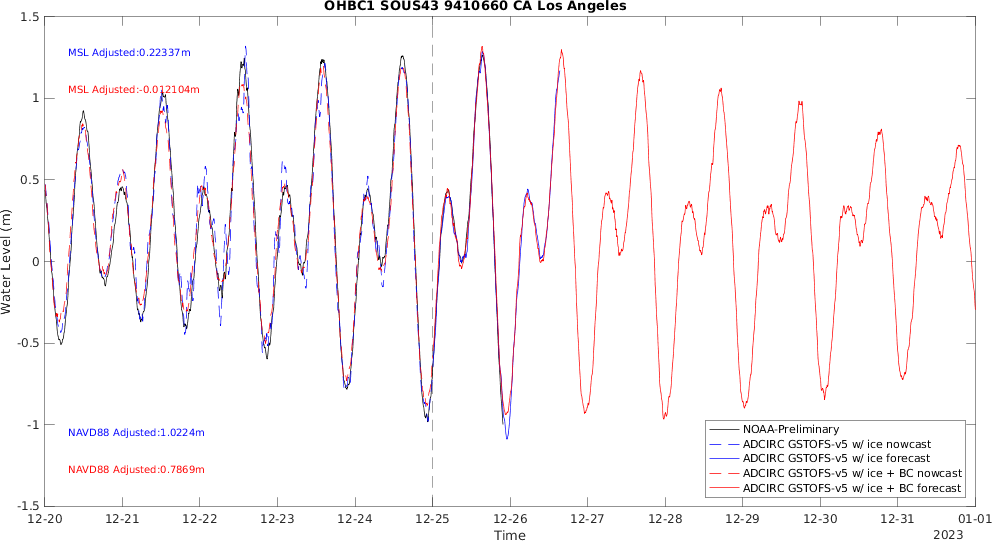 OHBC1 SOUS43 9410660 CA Los Angeles
1.5
MSL Adjusted:0.22337m
MSL Adjusted:-0.012104m
1
0.5
0
-0.5
-1
-1.5
Water Level (m)
NAVD88 Adjusted:1.0224m
NAVD88 Adjusted:0.7869m
NOAA-Preliminary
ADCIRC GSTOFS-v5 w/ ice nowcast
ADCIRC GSTOFS-v5 w/ ice forecast
ADCIRC GSTOFS-v5 w/ ice + BC nowcast
ADCIRC GSTOFS-v5 w/ ice + BC forecast
12-20 12-21 12-22 12-23 12-24 12-25 12-26 12-27 12-28 12-29 12-30 12-31 01-01
Time
2023